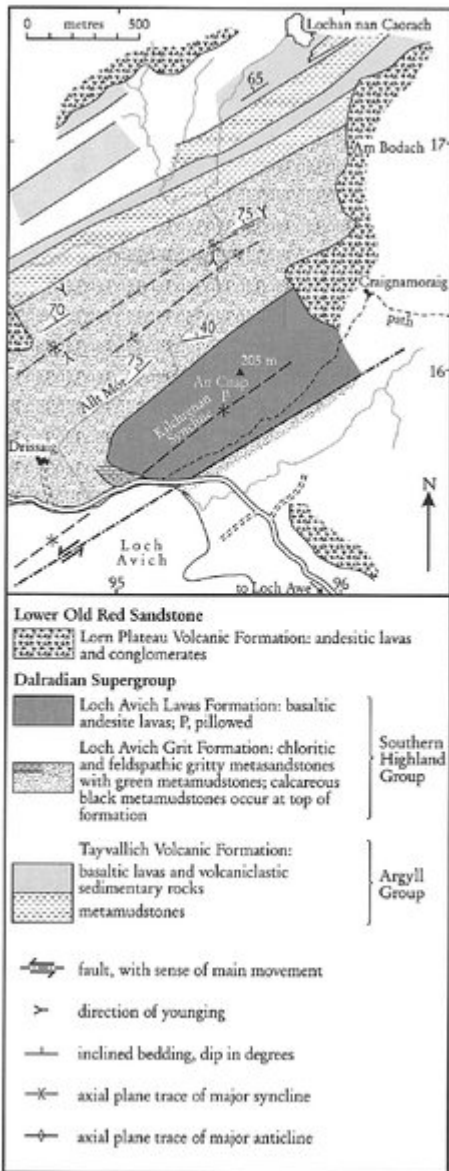 0 metres 500
Lochan nan Caorach
65
17
Am Bodach
75
70
Craignamoraig
path
40
75
205 m
16
Allt Mór
An Cnap
P
Kilchrenan
Syncline
Drissaig
N
Loch
Avich
95
to Loch Awe
96
Lower Old Red Sandstone
Lorn Plateau Volcanic Formation: andesitic lavas
and conglomerates
Dalradian Supergroup
Loch Avich Lavas Formation: basaltic
andesite lavas; P, pillowed
Loch Avich Grit Formation: chloritic
and feldspathic gritty metasandstones
with green metamudstones; calcareous
black metamudstones occur at top of
formation
Southern
Highland
Group
Tayvallich Volcanic Formation:
basaltic lavas and volcaniclastic
sedimentary rocks
metamudstones
Argyll
Group
fault, with sense of main movement
direction of younging
inclined bedding, dip in degrees
axial plane trace of major syncline
axial plane trace of major anticline